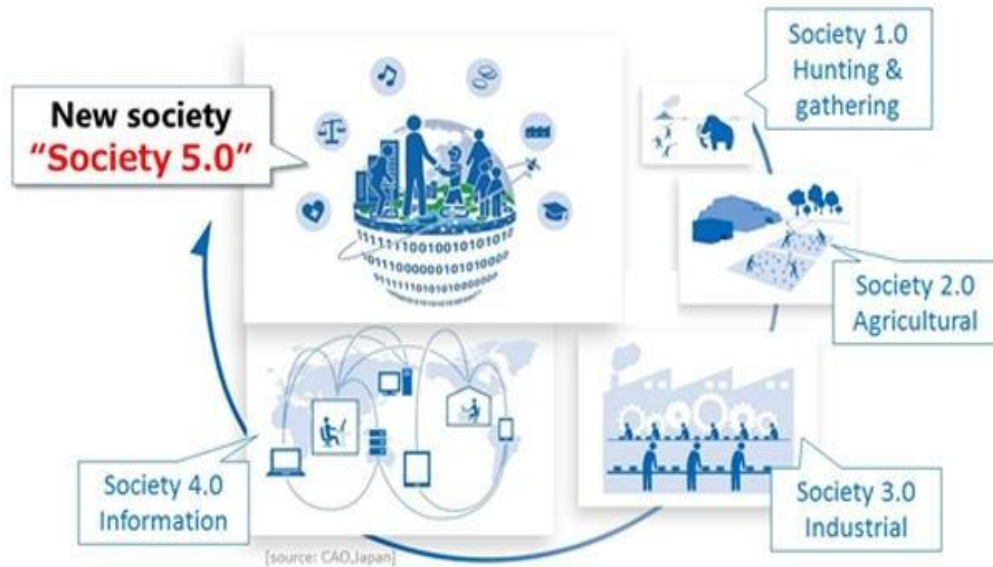 New society
“Society 5.0”
Society 1.0
Hunting &
gathering
Society 2.0
Agricultural
Society 3.0
Industrial
Society 4.0
Information
[source: CAO,Japan]